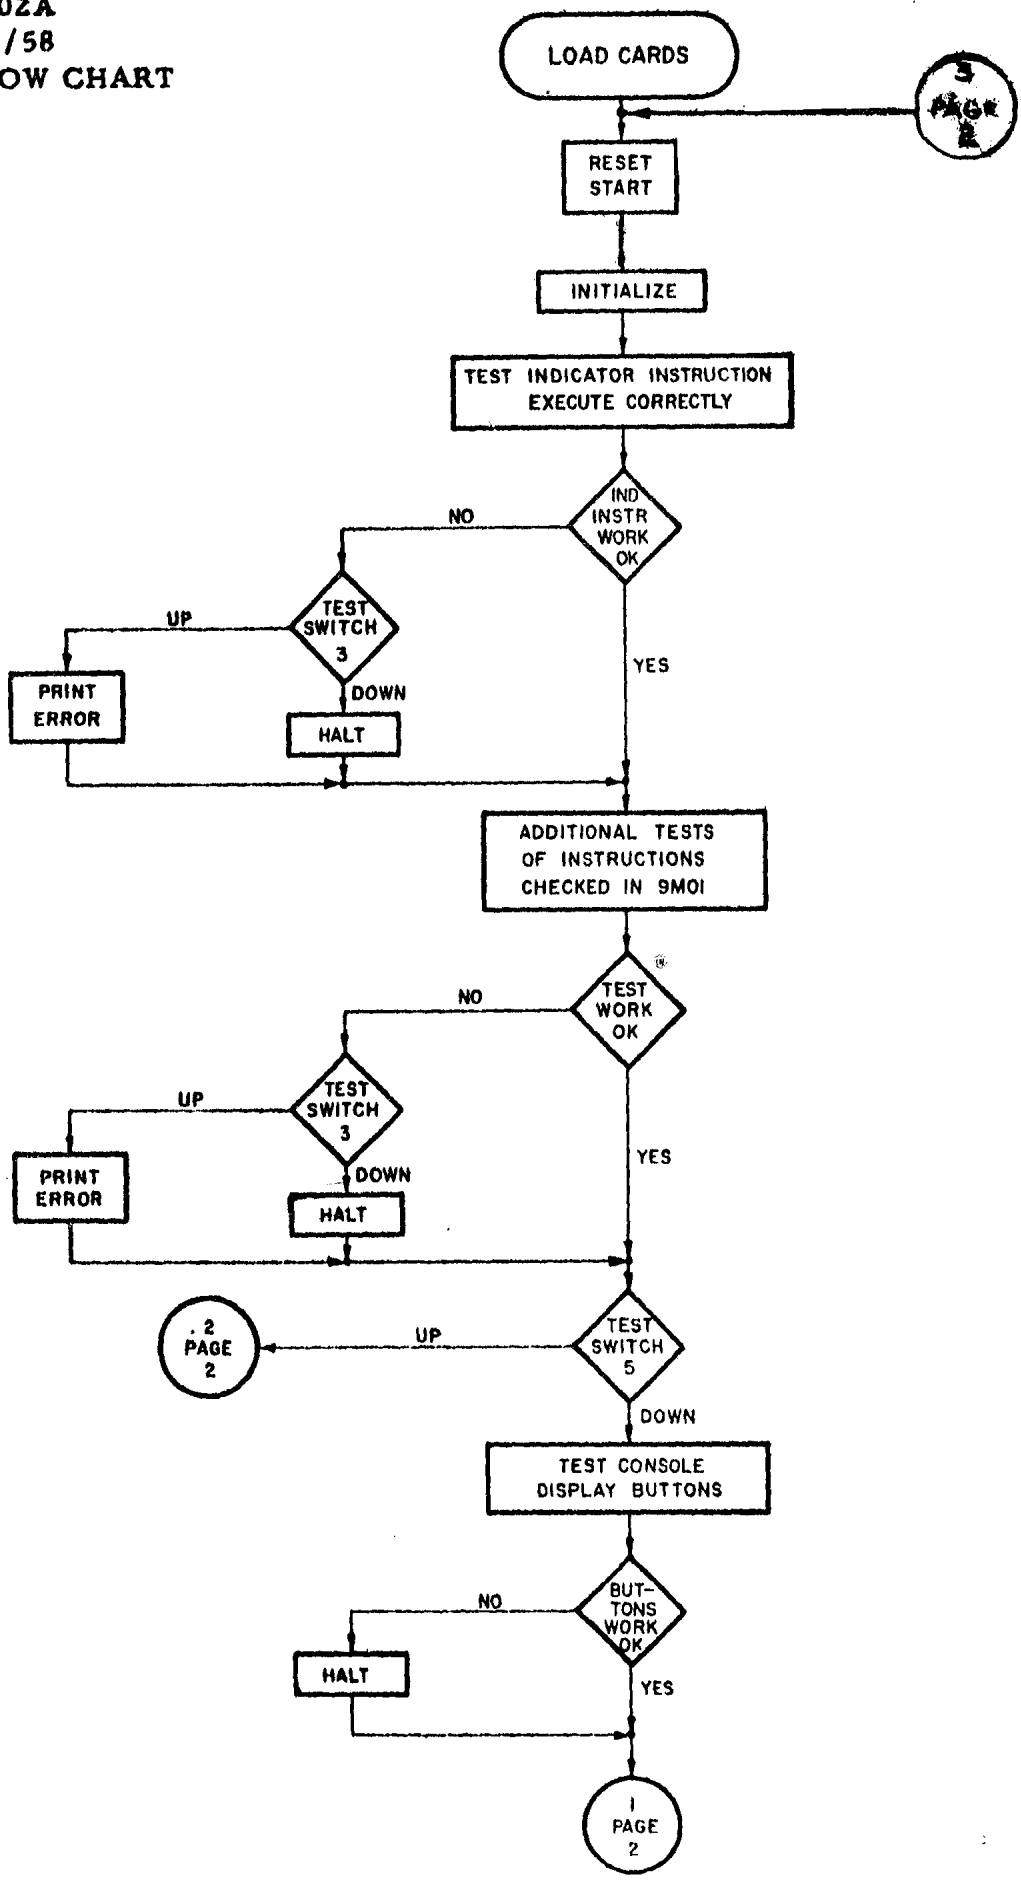 02A
/58
OW CHART
LOAD CARDS
3
PAGE
RESET
START
INITIALIZE
TEST INDICATOR INSTRUCTION
EXECUTE CORRECTLY
IND
INSTR
WORK
OK
NO
YES
TEST
SWITCH
3
UP
DOWN
PRINT
ERROR
HALT
ADDITIONAL TESTS
OF INSTRUCTIONS
CHECKED IN 9M01
TEST
WORK
OK
NO
YES
TEST
SWITCH
3
UP
DOWN
PRINT
ERROR
HALT
TEST
SWITCH
5
UP
2
PAGE
2
DOWN
TEST CONSOLE
DISPLAY BUTTONS
BUT-
TONS
WORK
OK
NO
HALT
YES
1
PAGE
2